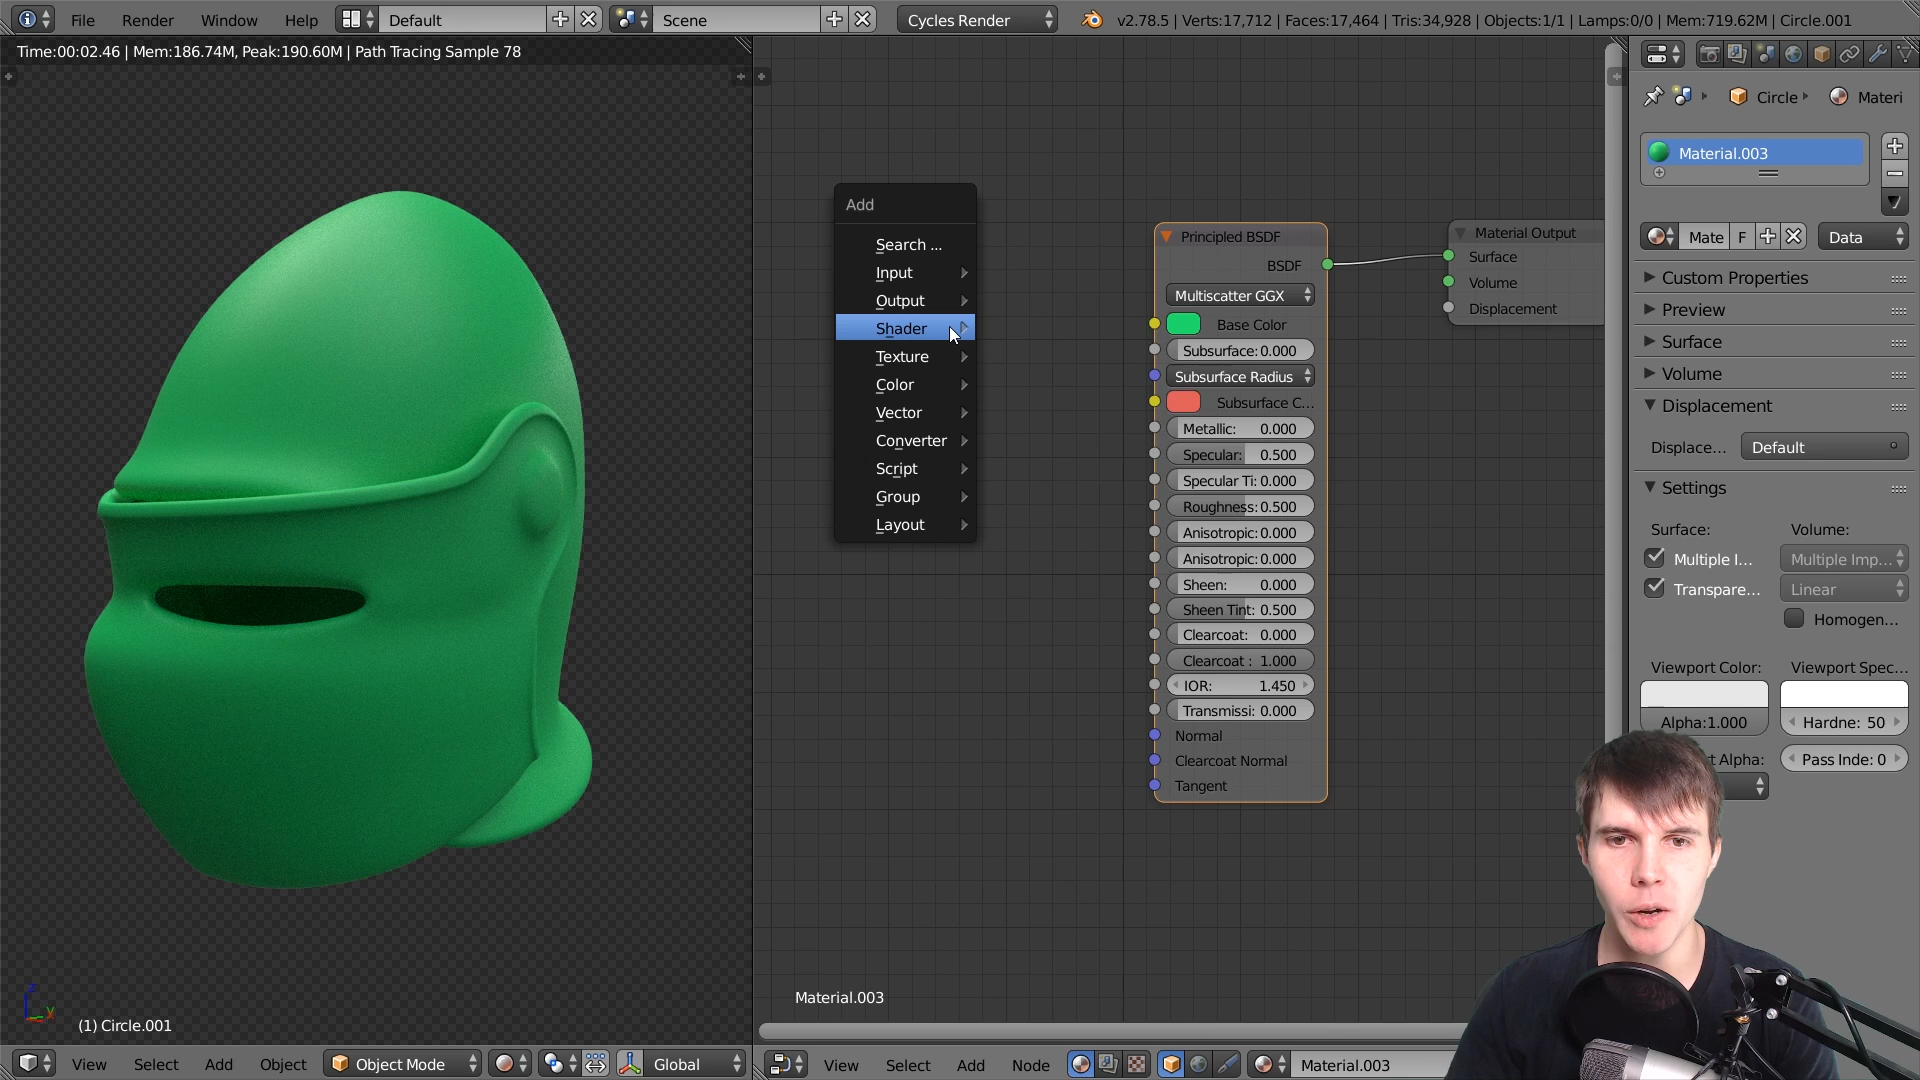 File Render Window Help Default Scene Cycles Render v2.78.5 | Verts:17,712 | Faces:17,464 | Tris:34,928 | Objects:1/1 | Lamps:0/0 | Mem:719.62M | Circle.001
Time:00:02.46 | Mem:186.74M, Peak:190.60M | Path Tracing Sample 78
(1) Circle.001
View Select Add Object Object Mode Global
Add
Search ...
Input
Output
Shader
Texture
Color
Vector
Converter
Script
Group
Layout
Principled BSDF
BSDF
Multiscatter GGX
Base Color
Subsurface: 0.000
Subsurface Radius
Subsurface C...
Metallic: 0.000
Specular: 0.500
Specular Ti: 0.000
Roughness: 0.500
Anisotropic: 0.000
Anisotropic: 0.000
Sheen: 0.000
Sheen Tint: 0.500
Clearcoat: 0.000
Clearcoat : 1.000
IOR: 1.450
Transmissi: 0.000
Normal
Clearcoat Normal
Tangent
Material Output
Surface
Volume
Displacement
Material.003
View Select Add Node Material.003
Circle Materi
Material.003
Mate F Data
Custom Properties
Preview
Surface
Volume
Displacement
Displace... Default
Settings
Surface: Volume:
Multiple I... Multiple Imp...
Transpare... Linear
Homogen...
Viewport Color: Viewport Spec...
Alpha:1.000 Hardne: 50
t Alpha: Pass Inde: 0